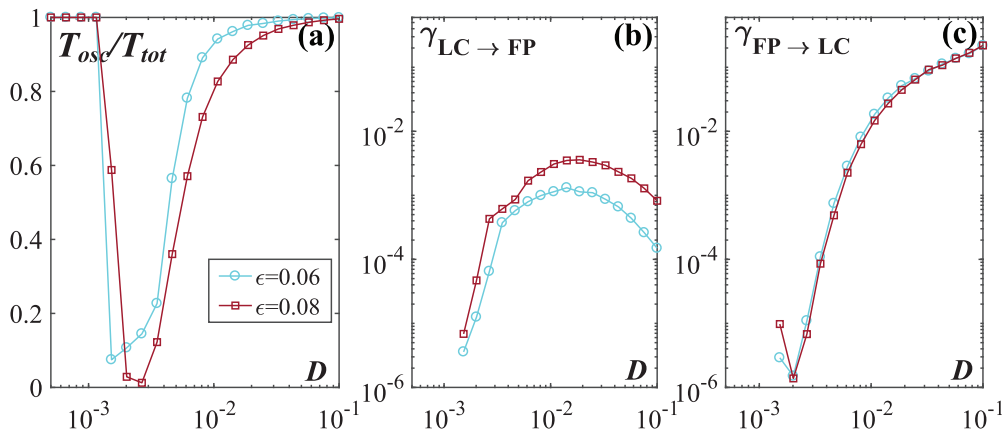 T_osc/T_tot (a)
1
0.8
0.6
0.4
0.2
0
ϵ=0.06
ϵ=0.08
D
10^-3 10^-2 10^-1
γ_LC → FP (b)
10^-2
10^-4
10^-6
D
10^-3 10^-2 10^-1
γ_FP → LC (c)
10^-2
10^-4
10^-6
D
10^-3 10^-2 10^-1